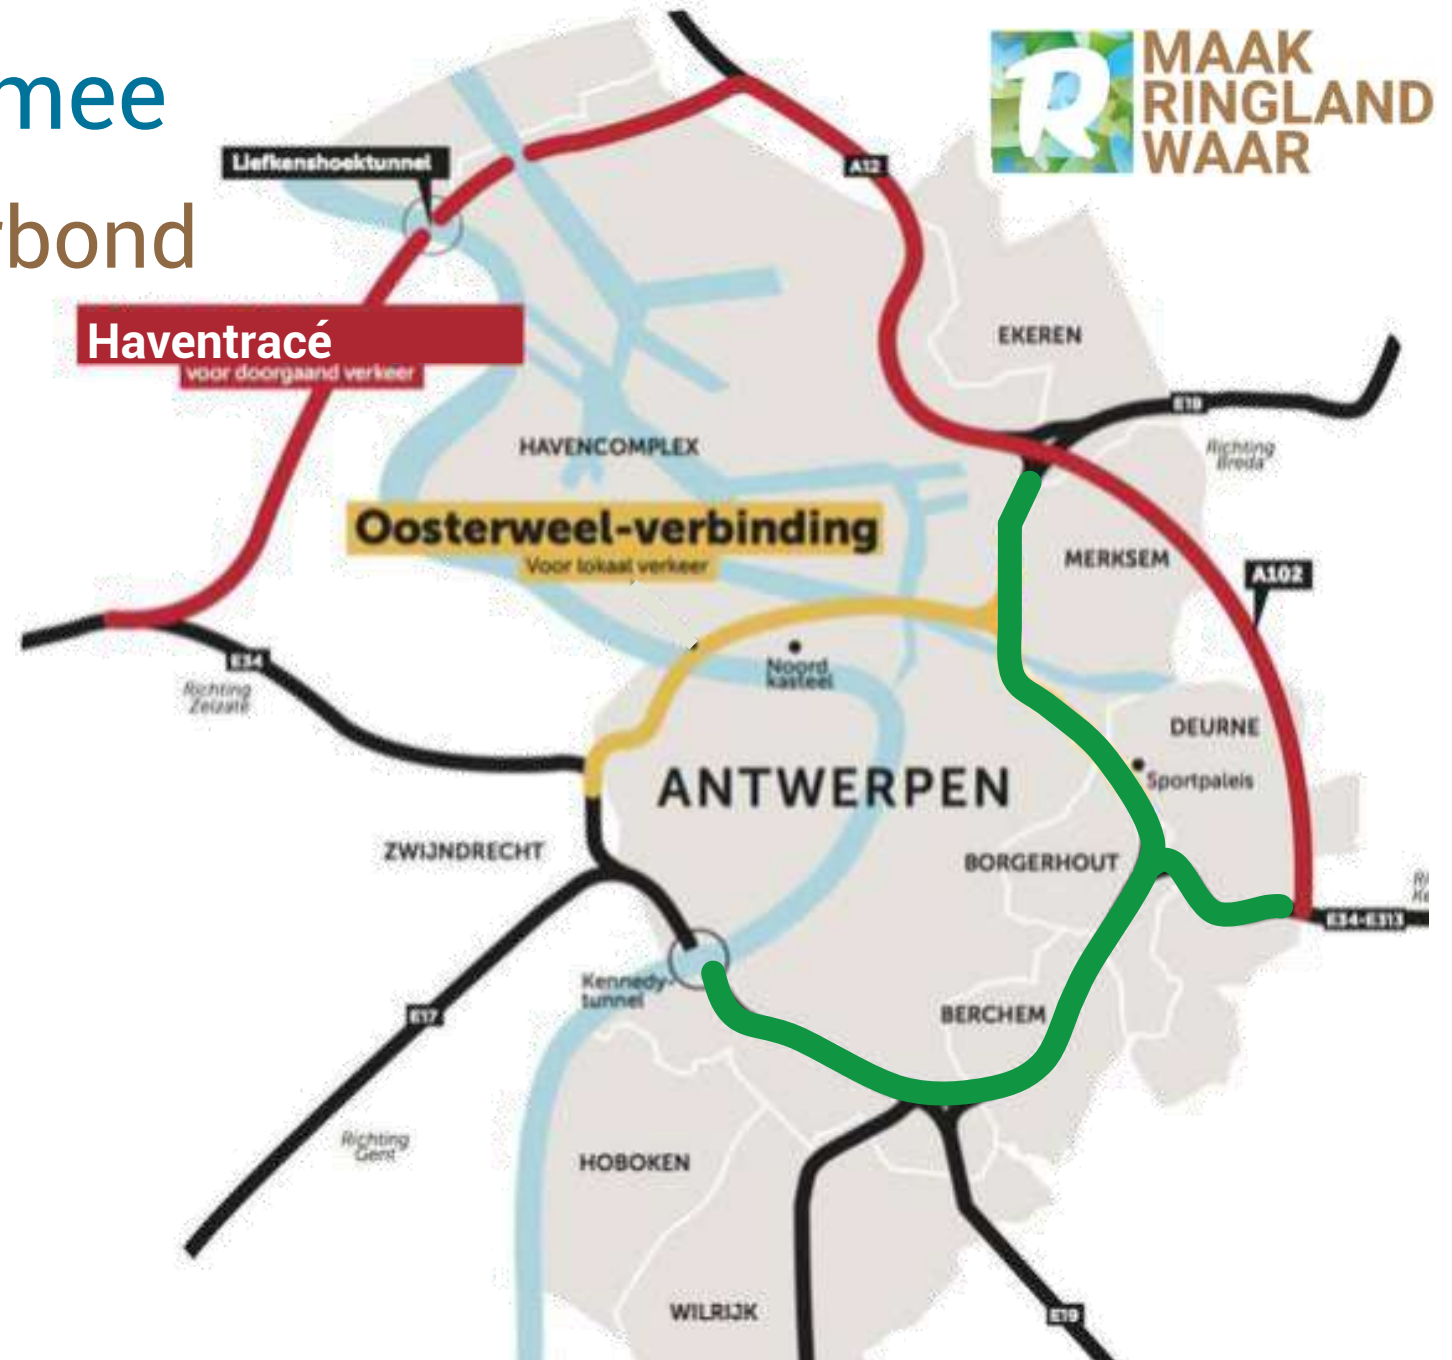 mee
MAAK
RINGLAND
WAAR
Liefkenshoektunnel
A12
rbond
Haventracé
voor doorgaand verkeer
EKEREN
E19
Richting
Breda
HAVENCOMPLEX
Oosterweel-verbinding
Voor lokaal verkeer
MERKSEM
A102
E34
Richting
Zelzate
Noord
kasteel
DEURNE
Sportpaleis
ANTWERPEN
ZWIJNDRECHT
BORGERHOUT
E34-E313
Kennedy-
tunnel
E17
BERCHEM
Richting
Gent
HOBOKEN
WILRIJK
E19